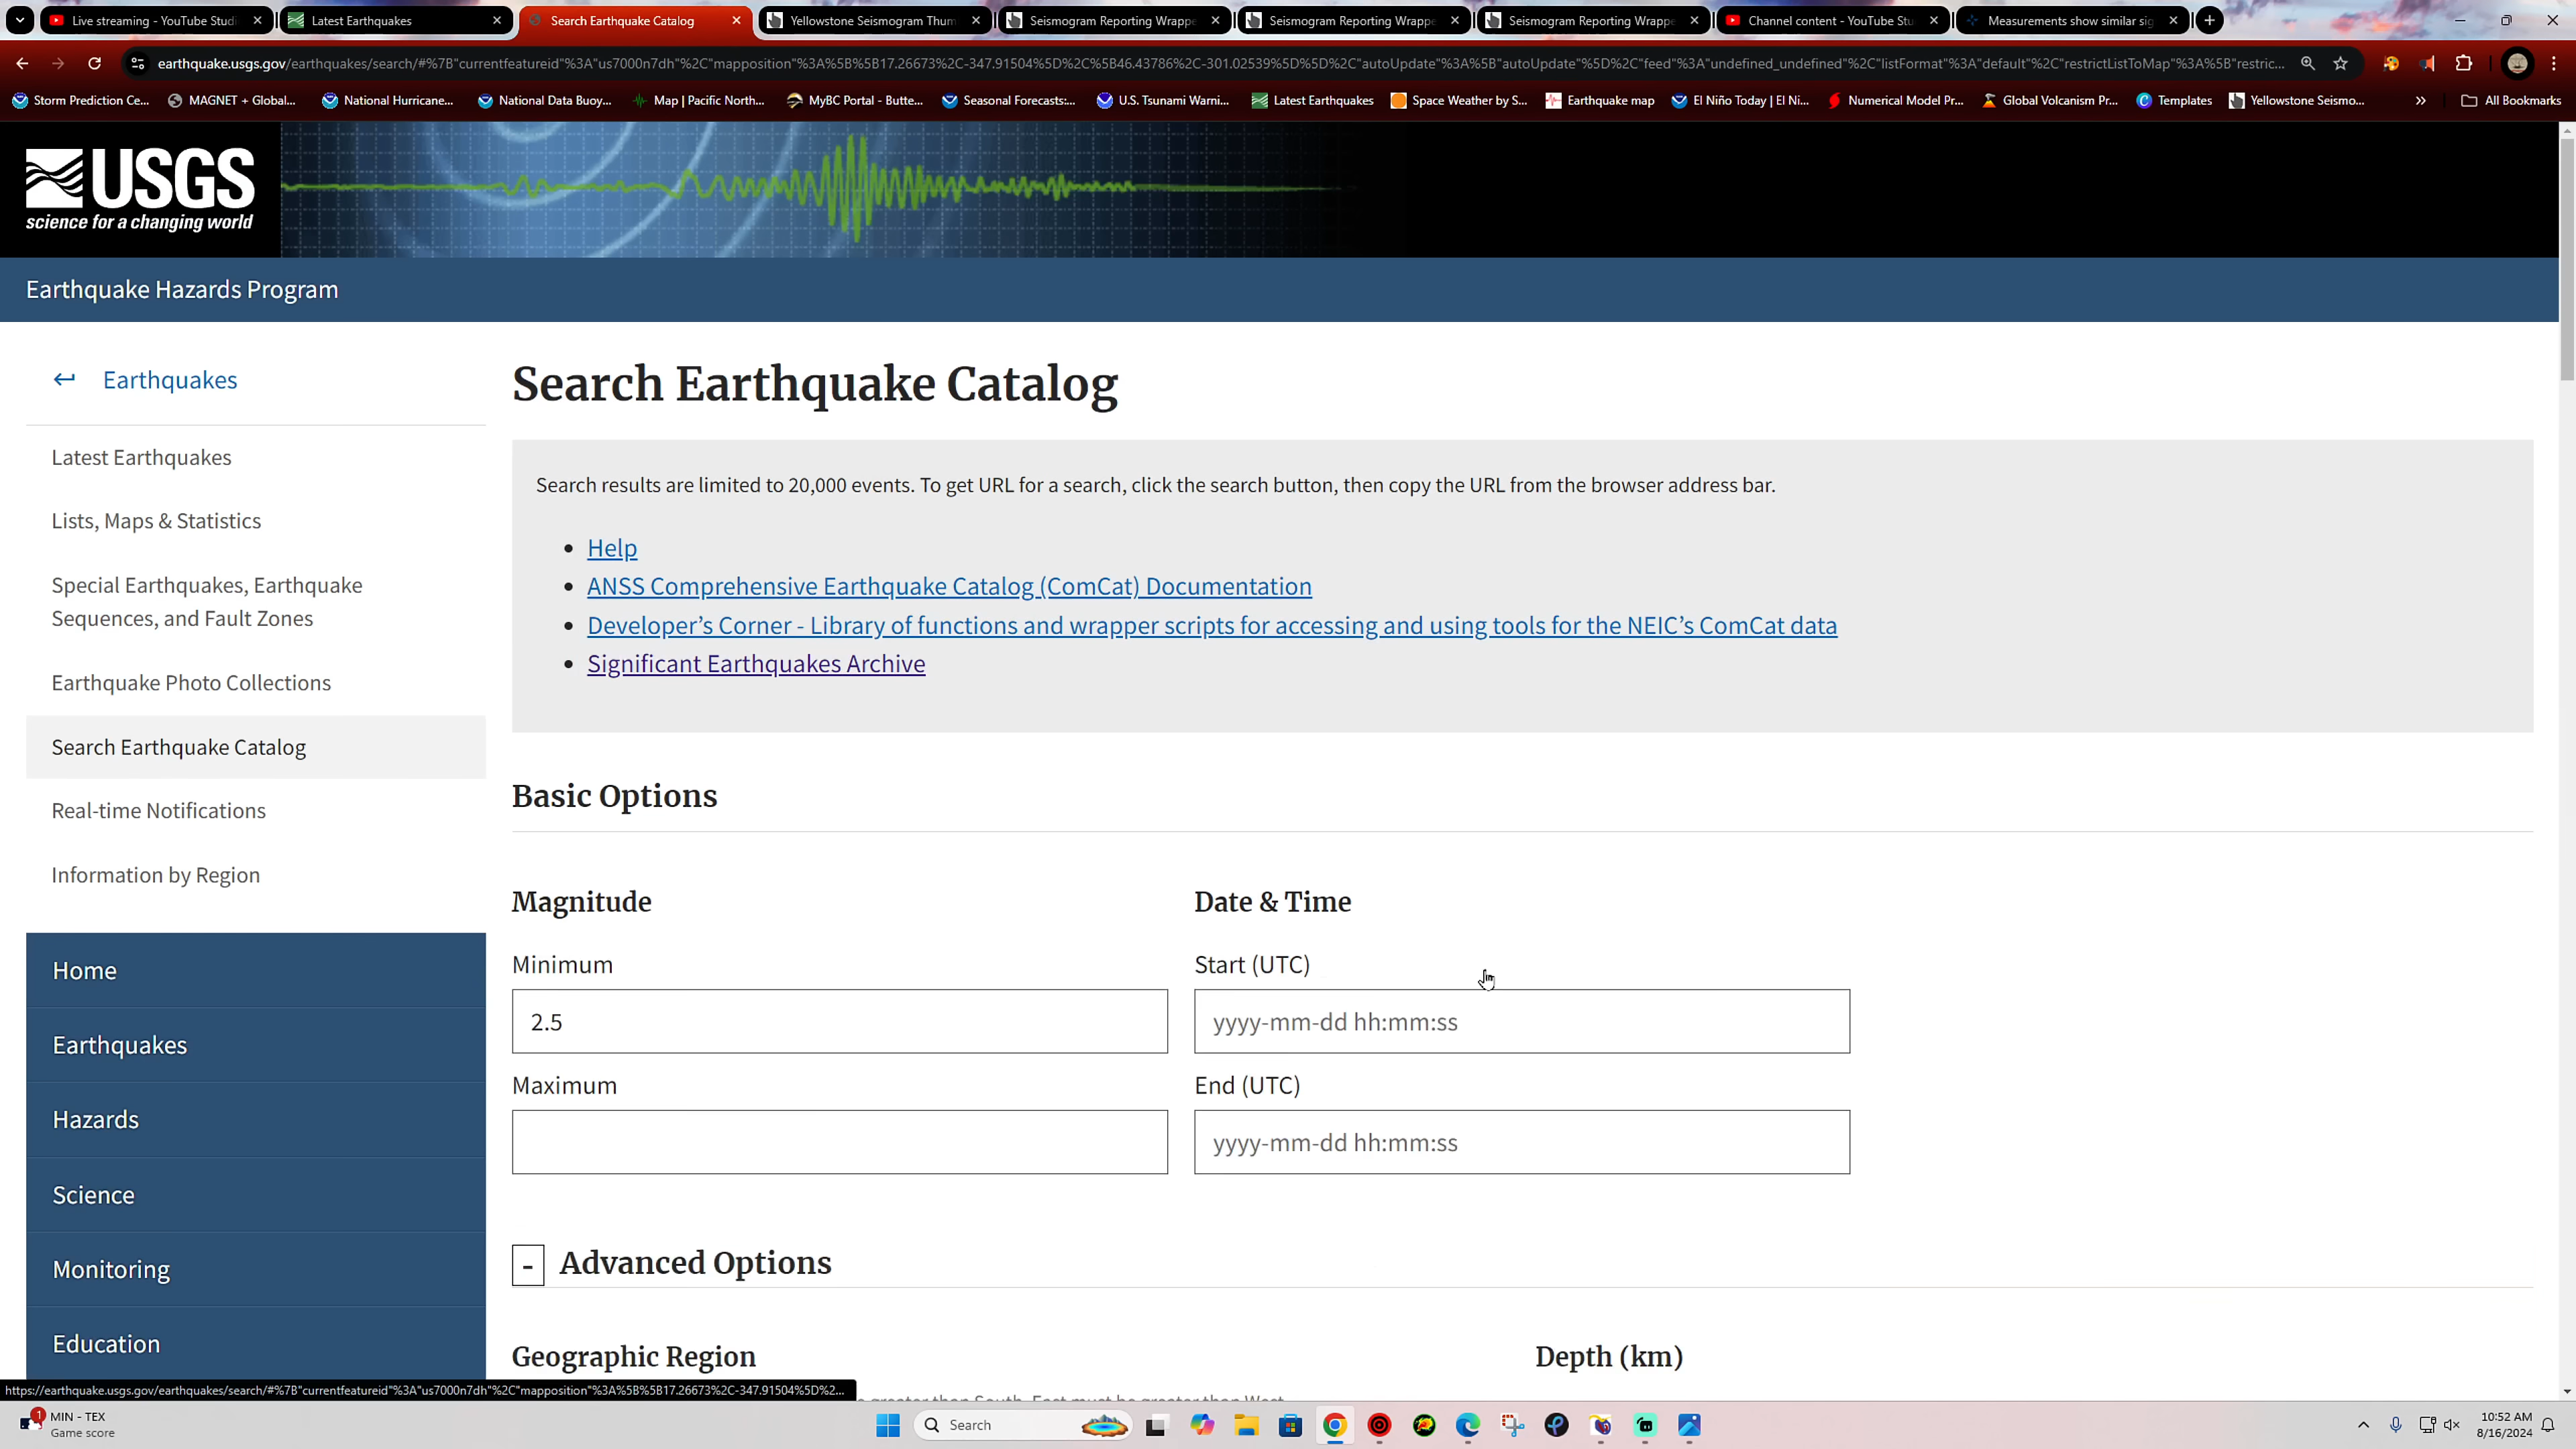 Live streaming - YouTube Studi
Latest Earthquakes
Search Earthquake Catalog
Yellowstone Seismogram Thum
Seismogram Reporting Wrappe
Seismogram Reporting Wrappe
Seismogram Reporting Wrappe
Channel content - YouTube Stu
Measurements show similar sig
earthquake.usgs.gov/earthquakes/search/#%7B"currentfeatureid"%3A"us7000n7dh"%2C"mapposition"%3A%5B%5B17.26673%2C-347.91504%5D%2C%5B46.43786%2C-301.02539%5D%5D%2C"autoUpdate"%3A%5B"autoUpdate"%5D%2C"feed"%3A"undefined_undefined"%2C"listFormat"%3A"default"%2C"restrictListToMap"%3A%5B"restric...
Storm Prediction Ce...
MAGNET + Global...
National Hurricane...
National Data Buoy...
Map | Pacific North...
MyBC Portal - Butte...
Seasonal Forecasts:...
U.S. Tsunami Warni...
Latest Earthquakes
Space Weather by S...
Earthquake map
El Niño Today | El Ni...
Numerical Model Pr...
Global Volcanism Pr...
Templates
Yellowstone Seismo...
»
All Bookmarks
USGS
science for a changing world
Earthquake Hazards Program
Earthquakes
Latest Earthquakes
Lists, Maps & Statistics
Special Earthquakes, Earthquake
Sequences, and Fault Zones
Earthquake Photo Collections
Search Earthquake Catalog
Real-time Notifications
Information by Region
Home
Earthquakes
Hazards
Science
Monitoring
Education
Search Earthquake Catalog
Search results are limited to 20,000 events. To get URL for a search, click the search button, then copy the URL from the browser address bar.
• Help
• ANSS Comprehensive Earthquake Catalog (ComCat) Documentation
• Developer’s Corner - Library of functions and wrapper scripts for accessing and using tools for the NEIC’s ComCat data
• Significant Earthquakes Archive
Basic Options
Magnitude
Minimum
2.5
Maximum
Date & Time
Start (UTC)
yyyy-mm-dd hh:mm:ss
End (UTC)
yyyy-mm-dd hh:mm:ss
- Advanced Options
Geographic Region
Depth (km)
greater than South. East must be greater than West.
https://earthquake.usgs.gov/earthquakes/search/#%7B"currentfeatureid"%3A"us7000n7dh"%2C"mapposition"%3A%5B%5B17.26673%2C-347.91504%5D%2...
1
MIN - TEX
Game score
Search
10:52 AM
8/16/2024